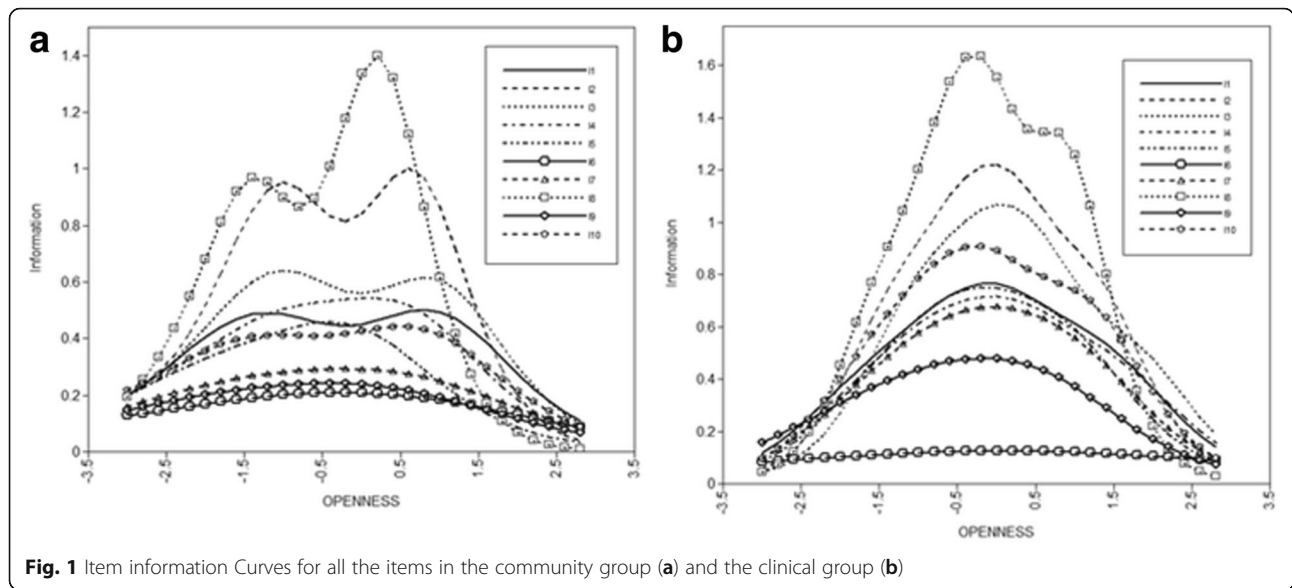 a
1.4
1.2
1
0.8
0.6
0.4
0.2
0
Information
-3.5
-2.5
-1.5
-0.5
0.5
1.5
2.5
3.5
OPENNESS
I1
I2
I3
I4
I5
I6
I7
I8
I9
I10
b
1.6
1.4
1.2
1
0.8
0.6
0.4
0.2
0
Information
-3.5
-2.5
-1.5
-0.5
0.5
1.5
2.5
3.5
OPENNESS
I1
I2
I3
I4
I5
I6
I7
I8
I9
I10
Fig. 1 Item information Curves for all the items in the community group (a) and the clinical group (b)